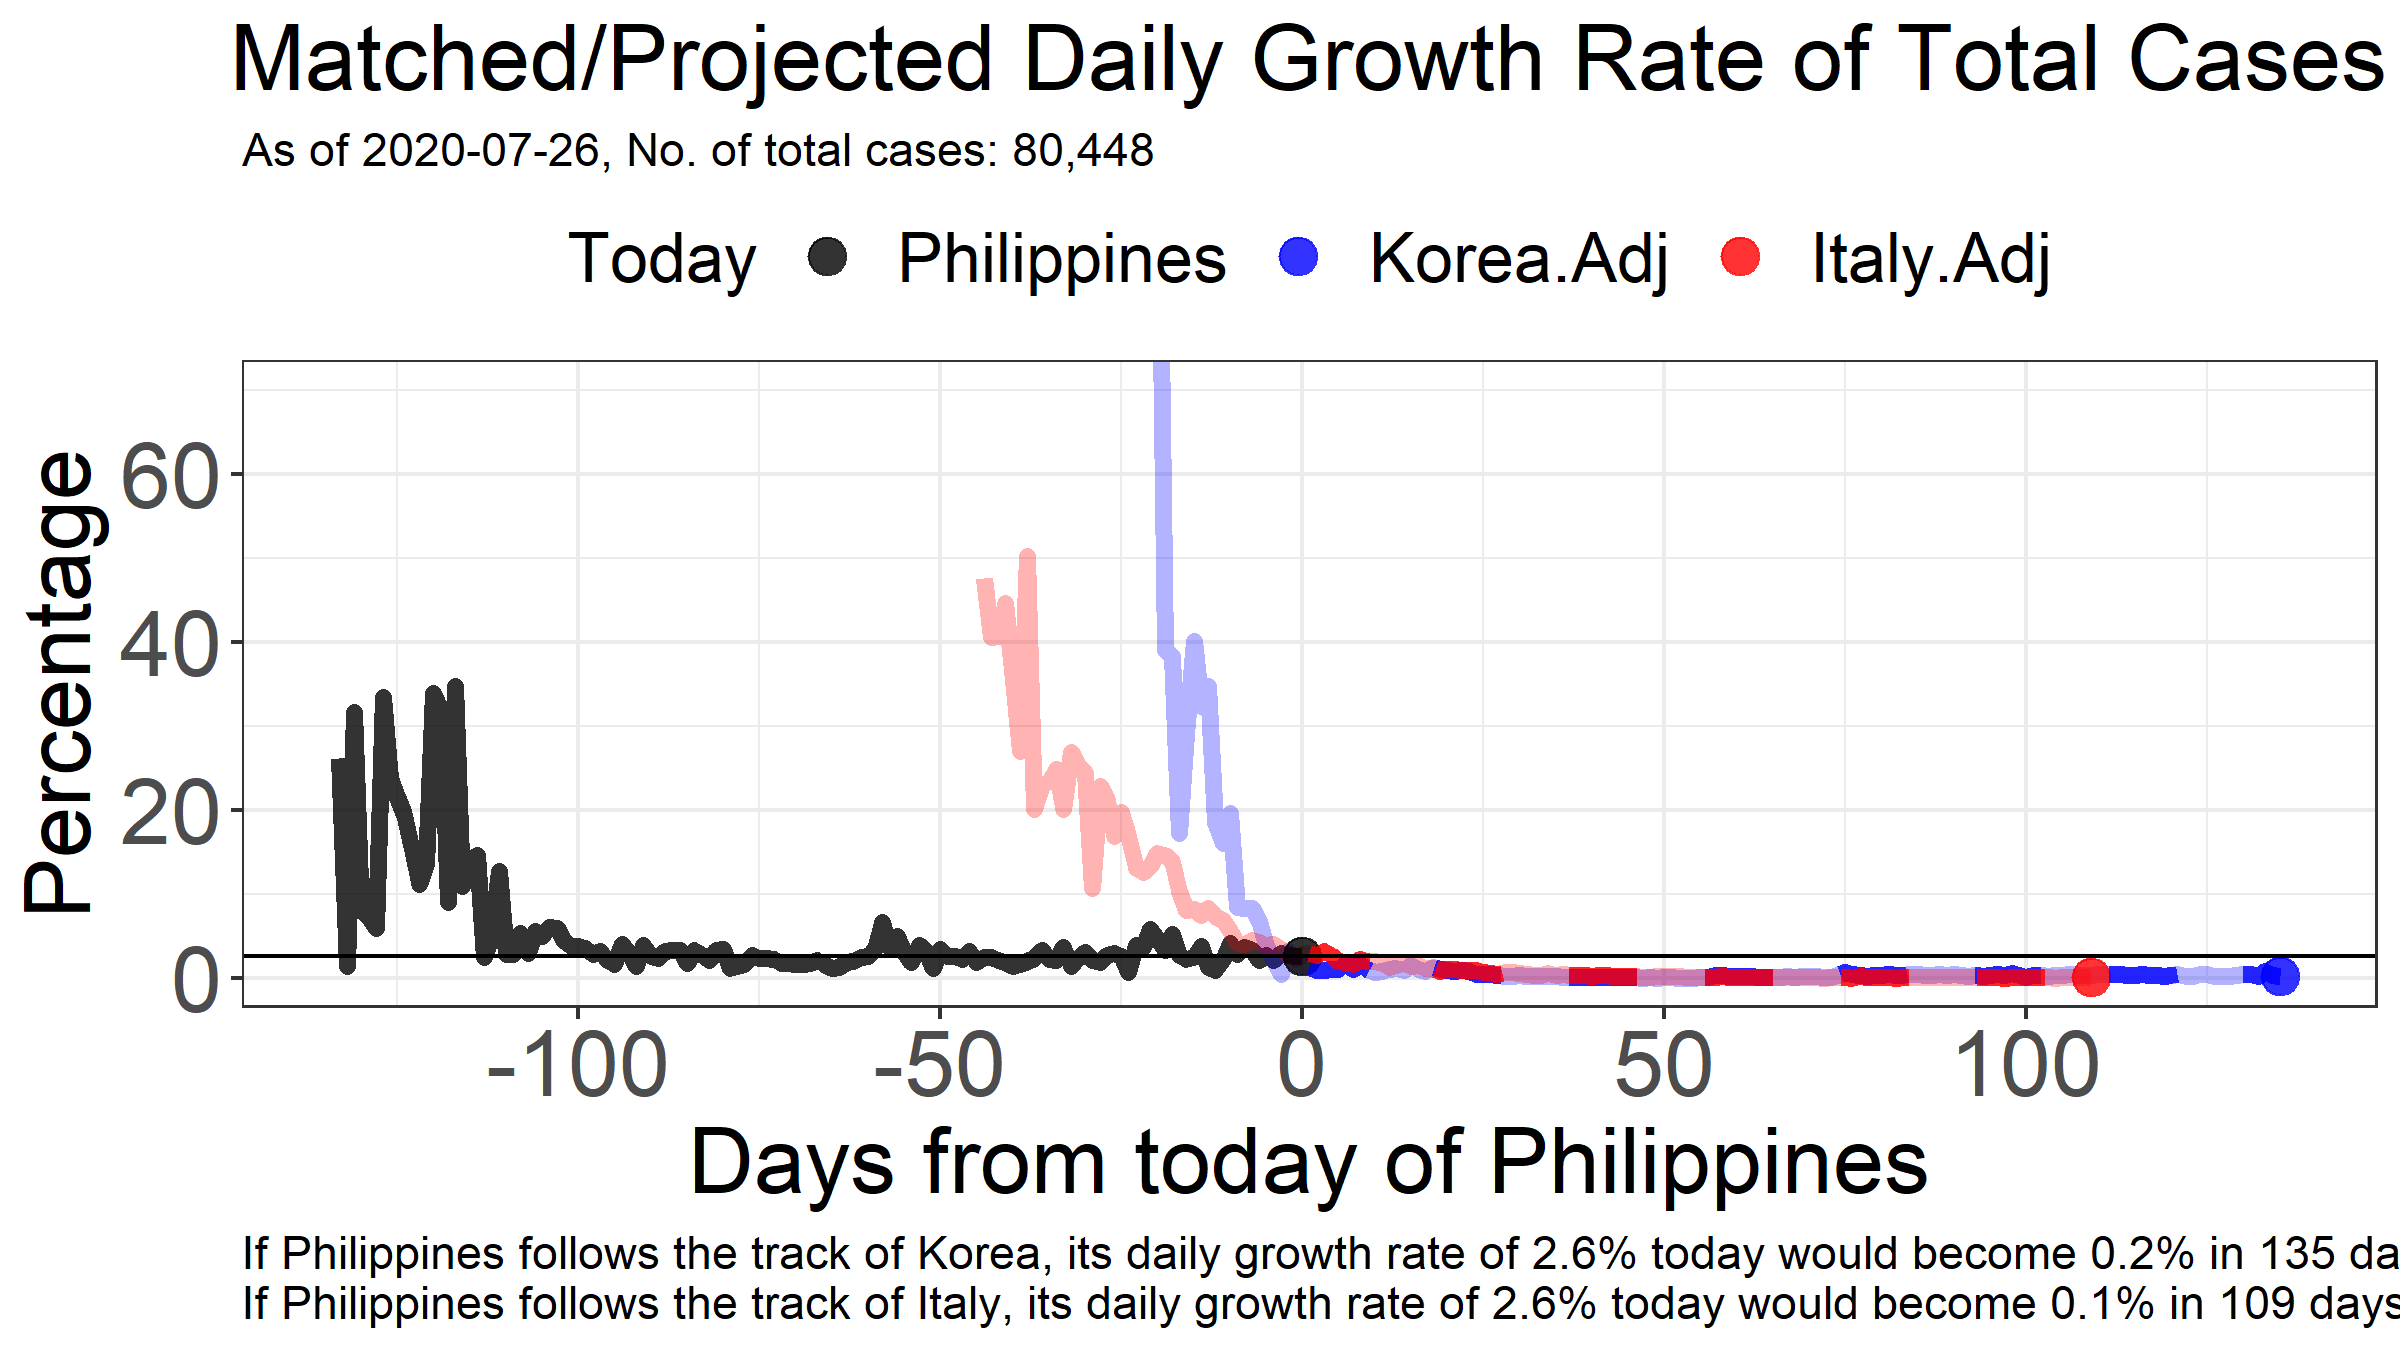 Matched/Projected Daily Growth Rate of Total Cases
As of 2020-07-26, No. of total cases: 80,448
Today Philippines Korea.Adj Italy.Adj
Percentage
60
40
20
0
-100 -50 0 50 100
Days from today of Philippines
If Philippines follows the track of Korea, its daily growth rate of 2.6% today would become 0.2% in 135 da
If Philippines follows the track of Italy, its daily growth rate of 2.6% today would become 0.1% in 109 days